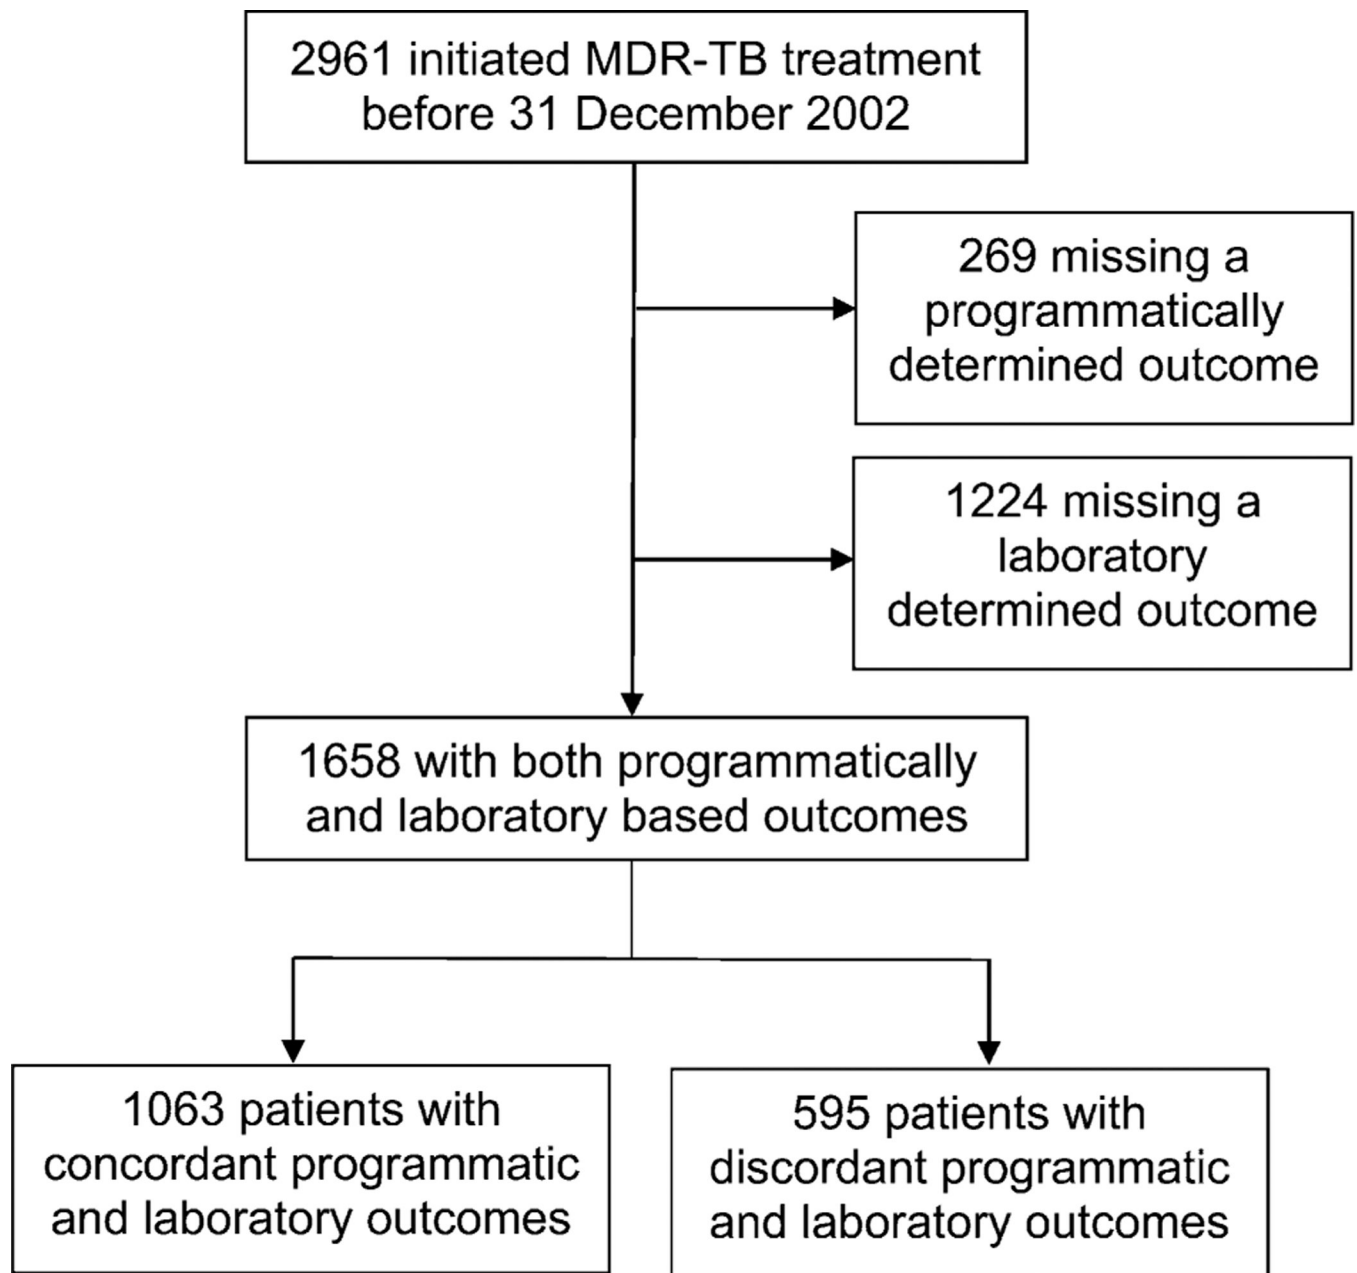 2961 initiated MDR-TB treatment
before 31 December 2002
269 missing a
programmatically
determined outcome
1224 missing a
laboratory
determined outcome
1658 with both programmatically
and laboratory based outcomes
1063 patients with
concordant programmatic
and laboratory outcomes
595 patients with
discordant programmatic
and laboratory outcomes